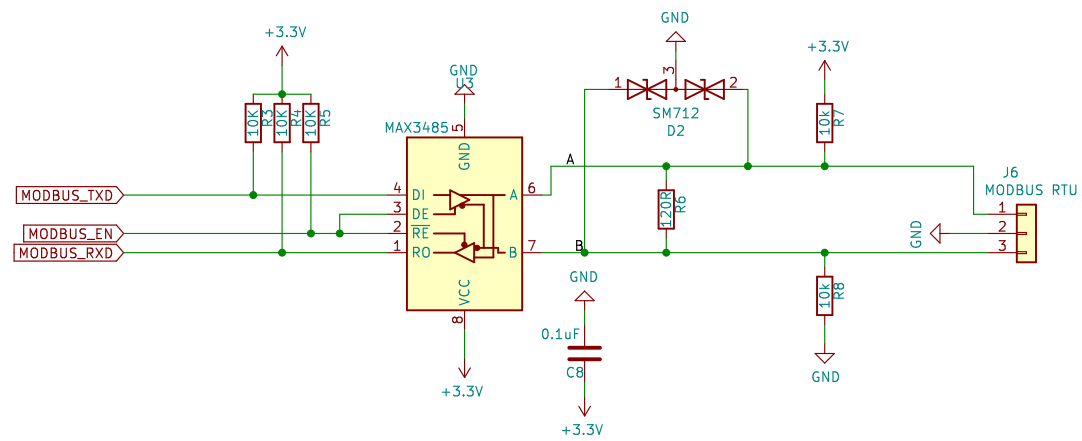 GND
+3.3V
+3.3V
GND
U3
3
1
2
SM712
D2
10K
R3
10K
R4
10K
R5
10k
R7
MAX3485
5
GND
A
J6
MODBUS RTU
MODBUS_TXD
4
DI
A
6
120R
R6
3
DE
1
MODBUS_EN
2
RE
GND
2
MODBUS_RXD
1
RO
B
7
B
3
GND
VCC
8
10k
R8
0.1uF
C8
+3.3V
GND
+3.3V